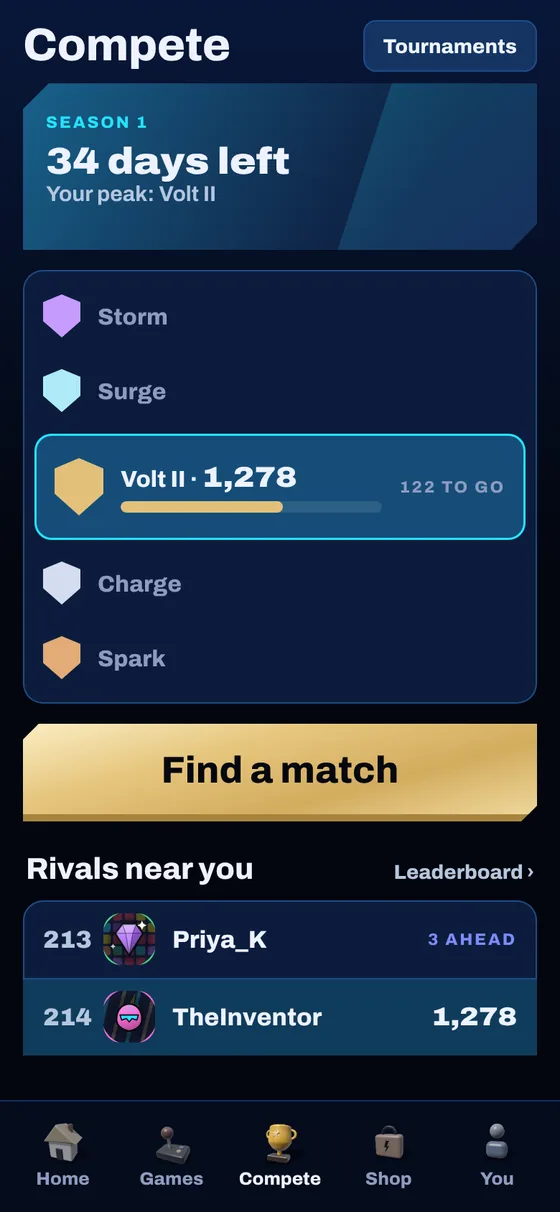 Compete
Tournaments
SEASON 1
34 days left
Your peak: Volt II
Storm
Surge
Volt II · 1,278
122 TO GO
Charge
Spark
Find a match
Rivals near you
Leaderboard ›
213 Priya_K 3 AHEAD
214 TheInventor 1,278
Home Games Compete Shop You